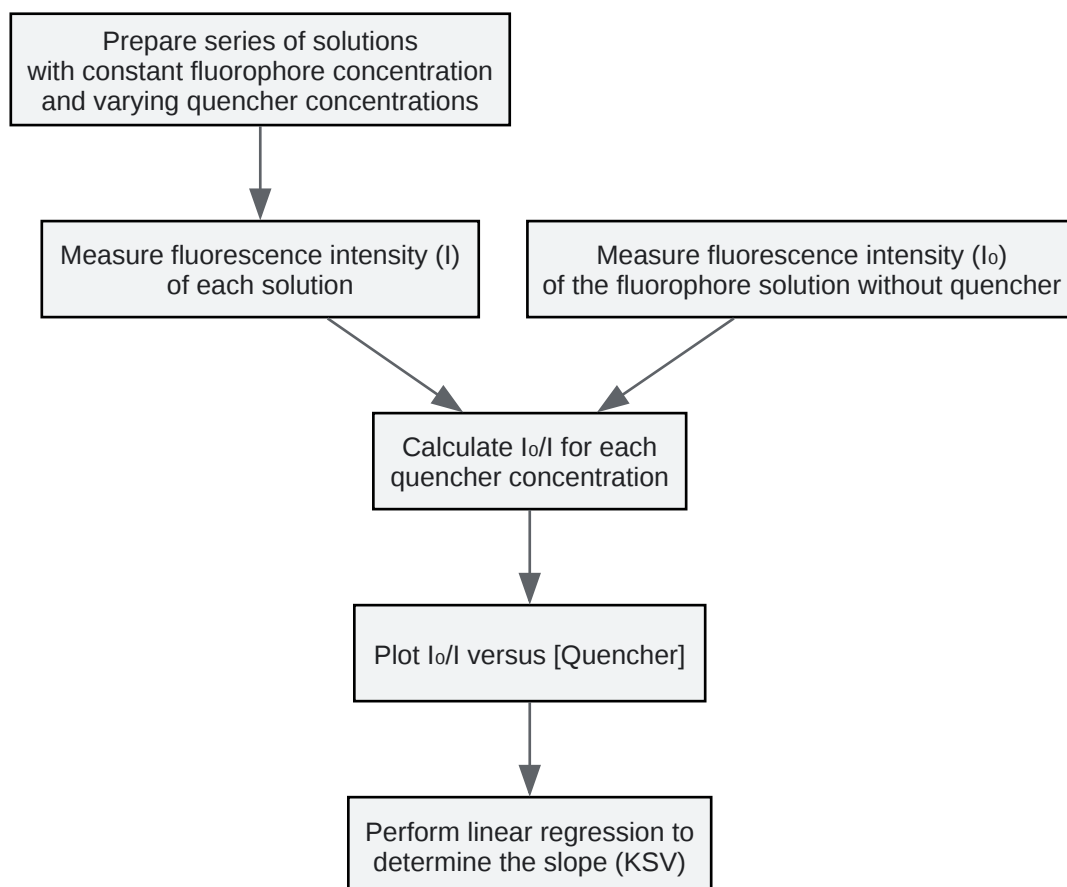 Prepare series of solutions
with constant fluorophore concentration
and varying quencher concentrations
Measure fluorescence intensity (I)
of each solution
Measure fluorescence intensity (I₀)
of the fluorophore solution without quencher
Calculate I₀/I for each
quencher concentration
Plot I₀/I versus [Quencher]
Perform linear regression to
determine the slope (KSV)